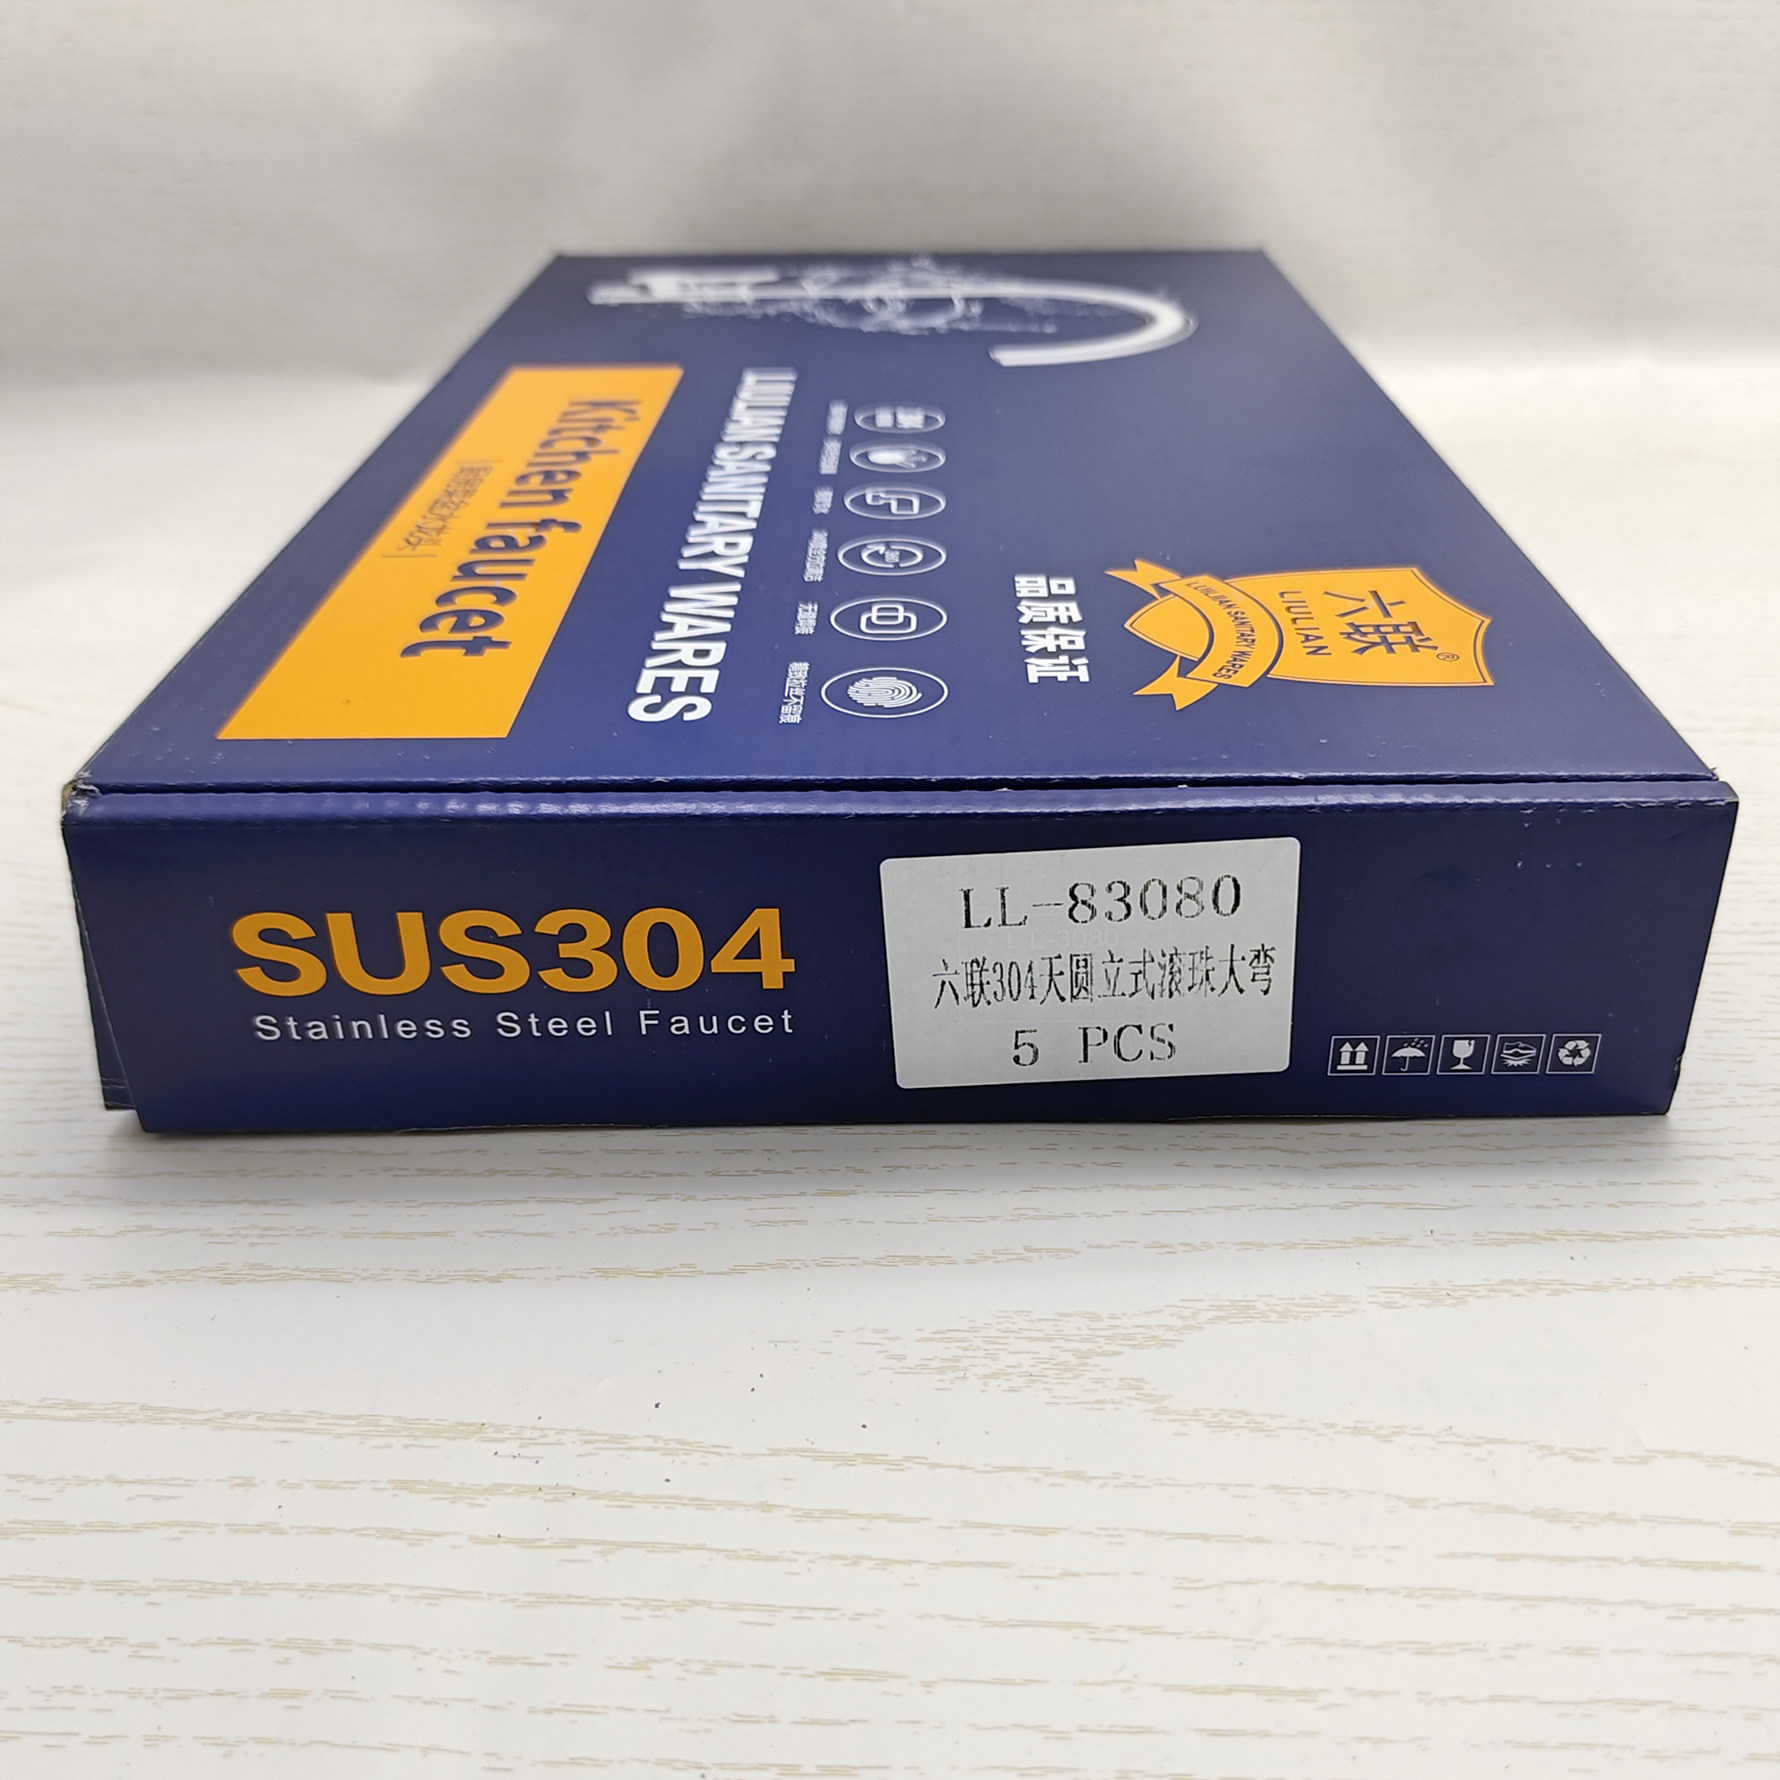 Kitchen faucet
LIULIAN SANITARY WARES
304
品质保证
六联®
LIULIAN
LIULIAN SANITARY WARES
SUS304
Stainless Steel Faucet
LL-83080
六联304天圆立式滚珠大弯
5 PCS